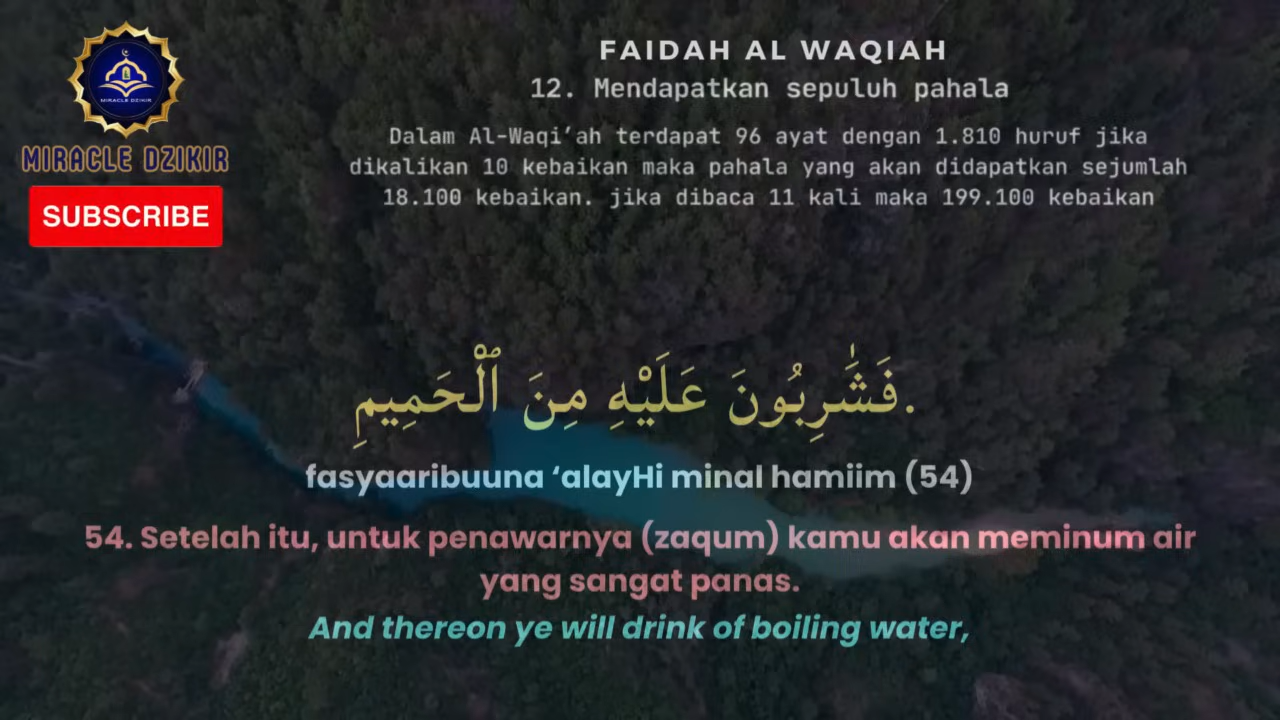 MIRACLE DZIKIR
MIRACLE DZIKIR
SUBSCRIBE
FAIDAH AL WAQIAH
12. Mendapatkan sepuluh pahala
Dalam Al-Waqi‘ah terdapat 96 ayat dengan 1.810 huruf jika
dikalikan 10 kebaikan maka pahala yang akan didapatkan sejumlah
18.100 kebaikan. jika dibaca 11 kali maka 199.100 kebaikan
فَشَٰرِبُونَ عَلَيْهِ مِنَ ٱلْحَمِيمِ.
fasyaaribuuna ‘alayHi minal hamiim (54)
54. Setelah itu, untuk penawarnya (zaqum) kamu akan meminum air
yang sangat panas.
And thereon ye will drink of boiling water,